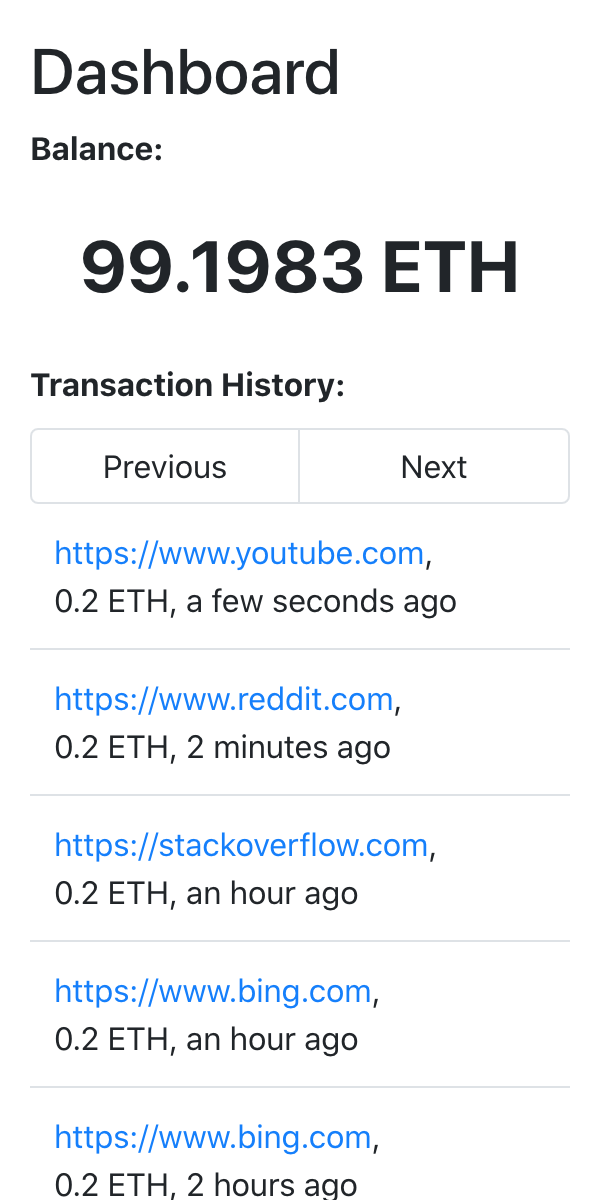 Dashboard
Balance:
99.1983 ETH
Transaction History:
Previous
Next
https://www.youtube.com,
0.2 ETH, a few seconds ago
https://www.reddit.com,
0.2 ETH, 2 minutes ago
https://stackoverflow.com,
0.2 ETH, an hour ago
https://www.bing.com,
0.2 ETH, an hour ago
https://www.bing.com,
0.2 ETH, 2 hours ago